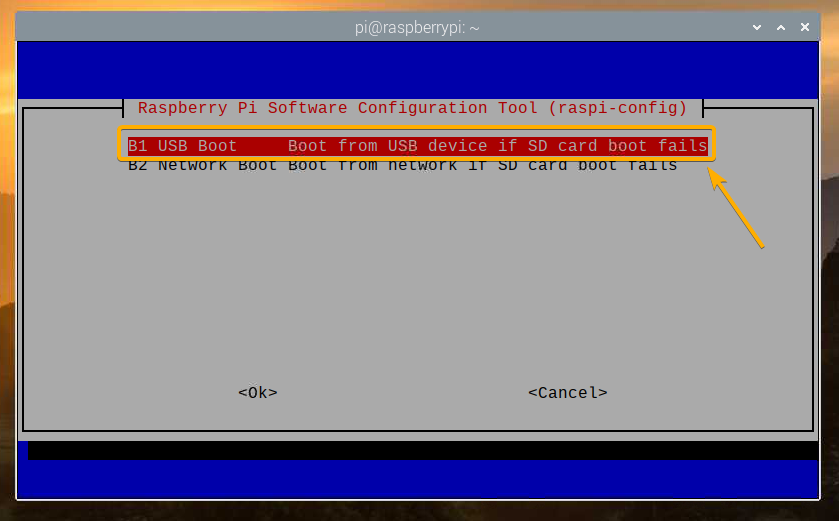 pi@raspberrypi: ~
Raspberry Pi Software Configuration Tool (raspi-config)
B1 USB Boot     Boot from USB device if SD card boot fails
B2 Network Boot Boot from network if SD card boot fails
<Ok>                         <Cancel>